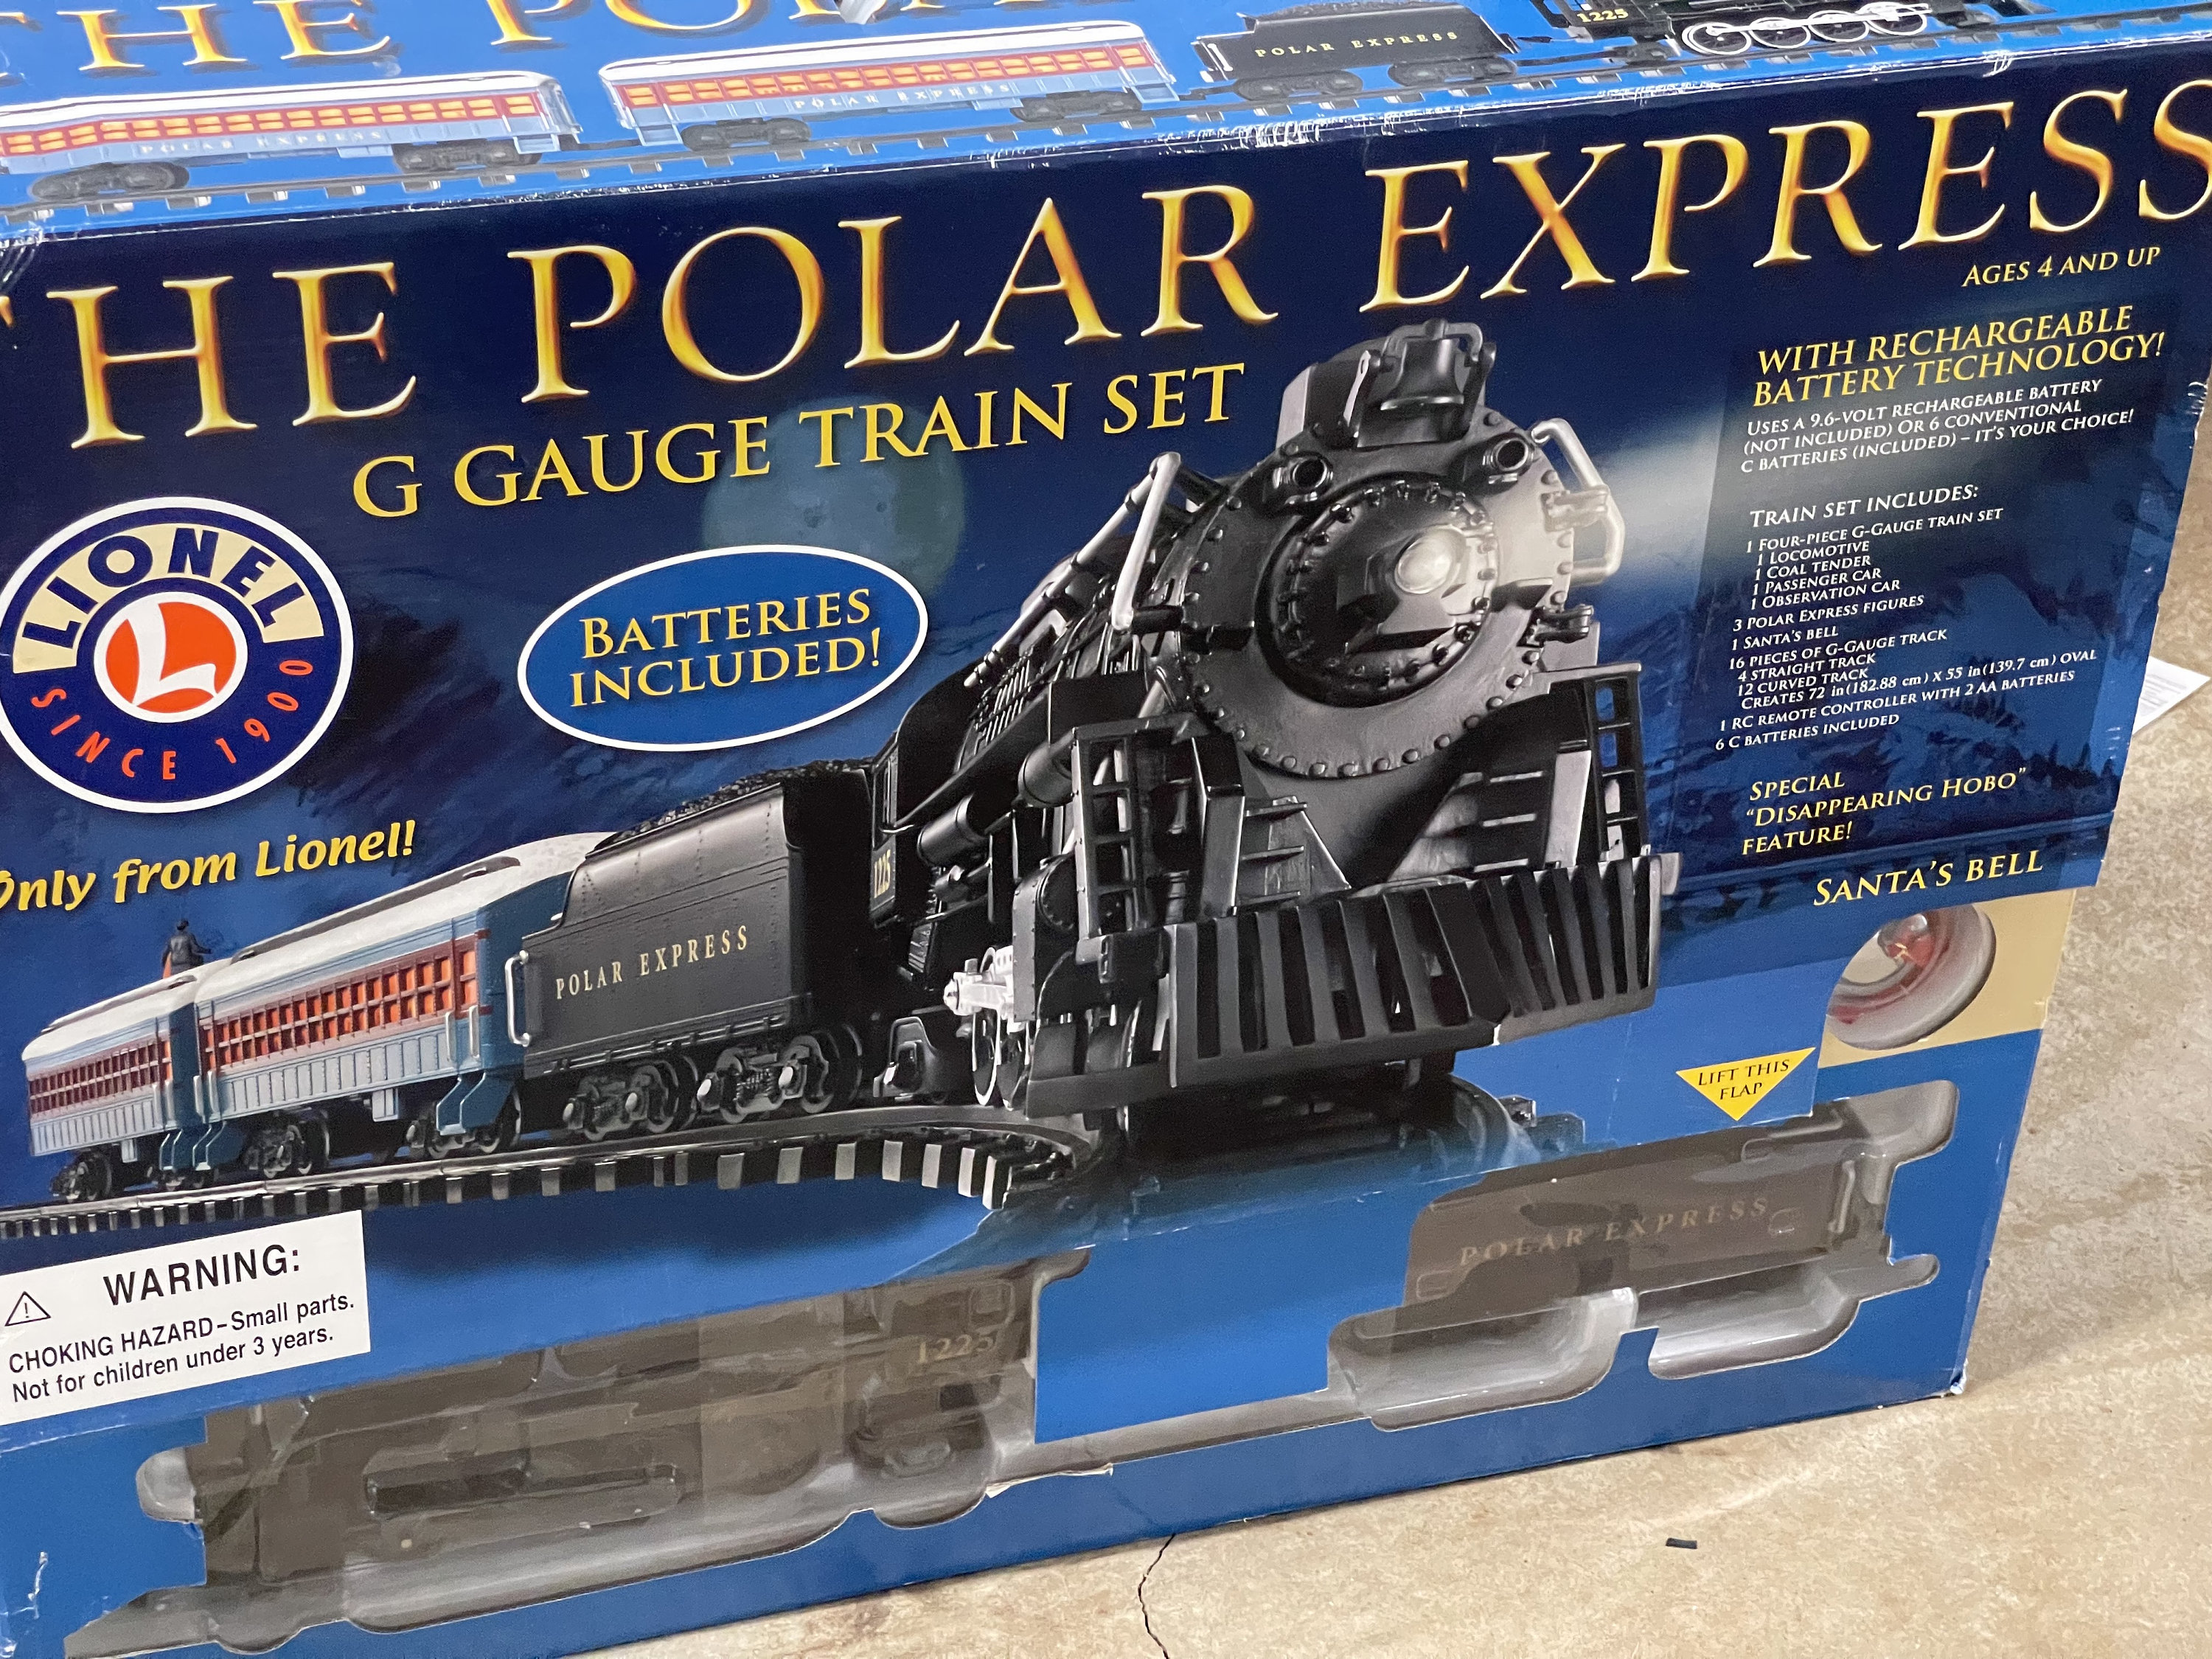 THE POLAR
POLAR EXPRESS
POLAR EXPRESS
POLAR EXPRESS
1225
THE POLAR EXPRESS
G GAUGE TRAIN SET
AGES 4 AND UP
WITH RECHARGEABLE
BATTERY TECHNOLOGY!
USES A 9.6-VOLT RECHARGEABLE BATTERY
(NOT INCLUDED) OR 6 CONVENTIONAL
C BATTERIES (INCLUDED) – IT'S YOUR CHOICE!
TRAIN SET INCLUDES:
1 FOUR-PIECE G-GAUGE TRAIN SET
1 LOCOMOTIVE
1 COAL TENDER
1 PASSENGER CAR
1 OBSERVATION CAR
3 POLAR EXPRESS FIGURES
1 SANTA'S BELL
16 PIECES OF G-GAUGE TRACK
4 STRAIGHT TRACK
12 CURVED TRACK
CREATES 72 in (182.88 cm) X 55 in (139.7 cm) OVAL
1 RC REMOTE CONTROLLER WITH 2 AA BATTERIES
6 C BATTERIES INCLUDED
SPECIAL
"DISAPPEARING HOBO"
FEATURE!
SANTA'S BELL
LIFT THIS
FLAP
LIONEL
L
SINCE 1900
BATTERIES
INCLUDED!
Only from Lionel!
1225
POLAR EXPRESS
WARNING:
CHOKING HAZARD–Small parts.
Not for children under 3 years.
1225
POLAR EXPRESS